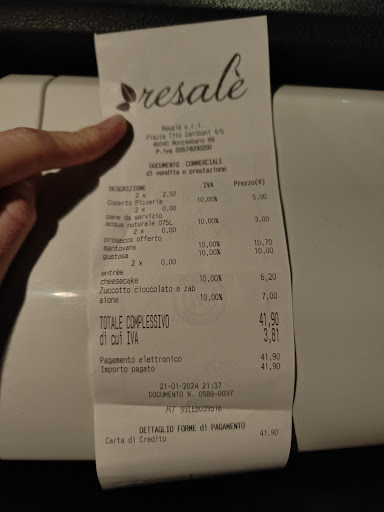 resalè
Resalè s.r.l.
Piazza Tito Zaniboni 4/b
46040 Monzambano MN
P.iva 02674090200
DOCUMENTO COMMERCIALE
di vendita o prestazione
DESCRIZIONE IVA Prezzo(€)
2 x 2,50
Coperto Pizzeria 10,00% 5,00
2 x 0,00
pane da servizio
acqua naturale 075L 10,00% 3,00
2 x 0,00
prosecco offerto
mantovana 10,00% 10,70
gustosa 10,00% 10,00
2 x 0,00
entrée
cheesecake 10,00% 6,20
Zuccotto cioccolato e zab
aione 10,00% 7,00
TOTALE COMPLESSIVO 41,90
di cui IVA 3,81
Pagamento elettronico 41,90
Importo pagato 41,90
21-01-2024 21:37
DOCUMENTO N. 0589-0037
RT 99IEB039516
DETTAGLIO FORME di PAGAMENTO
Carta di Credito 41,90